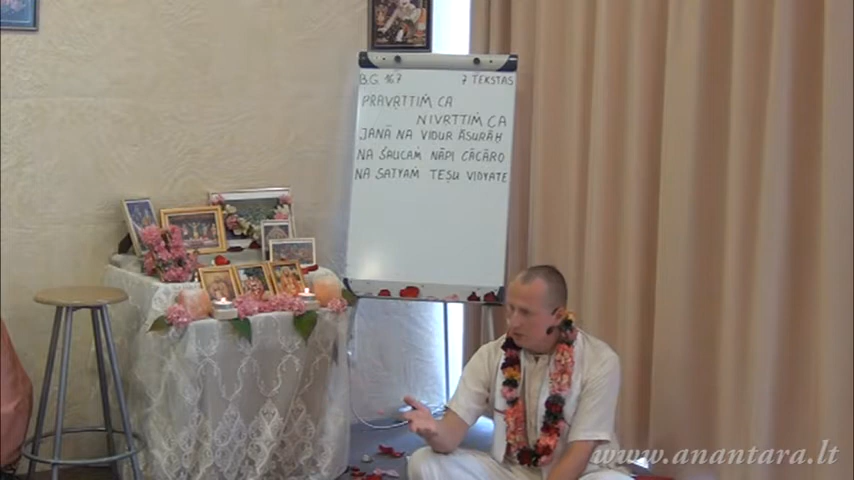 B.G. 16.7 7 TEKSTAS
PRAVṚTTIṀ CA
NIVṚTTIṀ CA
JANĀ NA VIDUR ĀSURĀḤ
NA ŚAUCAṀ NĀPI CĀCĀRO
NA SATYAṀ TEṢU VIDYATE
www.anantara.lt